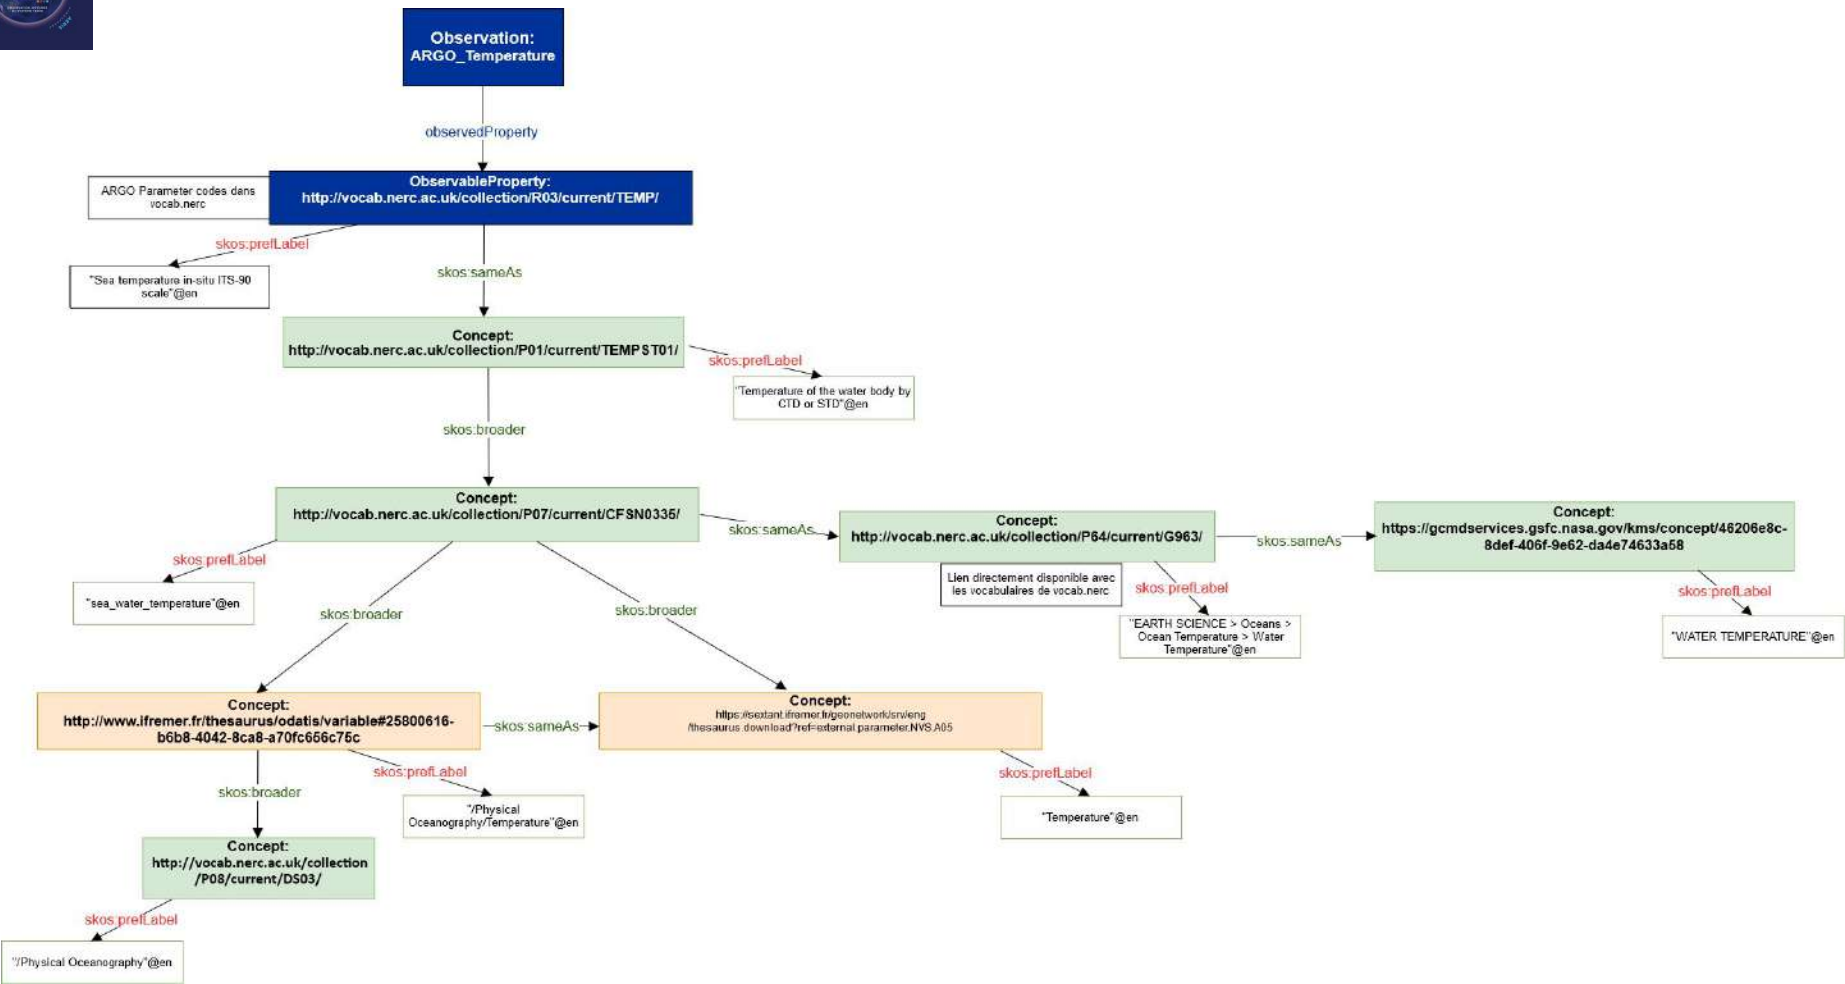 Observation:
ARGO_Temperature
observedProperty
ARGO Parameter codes dans
vocab.nerc
ObservableProperty:
http://vocab.nerc.ac.uk/collection/R03/current/TEMP/
skos:prefLabel
"Sea temperature in-situ ITS-90
scale"@en
skos:sameAs
Concept:
http://vocab.nerc.ac.uk/collection/P01/current/TEMPST01/
skos:prefLabel
"Temperature of the water body by
CTD or STD"@en
skos:broader
Concept:
http://vocab.nerc.ac.uk/collection/P07/current/CFSN0335/
skos:sameAs
Concept:
http://vocab.nerc.ac.uk/collection/P64/current/G963/
skos:sameAs
Concept:
https://gcmdservices.gsfc.nasa.gov/kms/concept/46206e8c-
8def-406f-9e62-da4e74633a58
skos:prefLabel
"sea_water_temperature"@en
Lien directement disponible avec
les vocabulaires de vocab.nerc
skos:prefLabel
"EARTH SCIENCE > Oceans >
Ocean Temperature > Water
Temperature"@en
skos:prefLabel
"WATER TEMPERATURE"@en
skos:broader
skos:broader
Concept:
http://www.ifremer.fr/thesaurus/odatis/variable#25800616-
b6b8-4042-8ca8-a70fc656c75c
skos:sameAs
Concept:
https://sextant.ifremer.fr/geonetwork/srv/eng
/thesaurus.download?ref=external.parameter.NVS.A05
skos:prefLabel
"/Physical
Oceanography/Temperature"@en
skos:prefLabel
"Temperature"@en
skos:broader
Concept:
http://vocab.nerc.ac.uk/collection
/P08/current/DS03/
skos:prefLabel
"/Physical Oceanography"@en